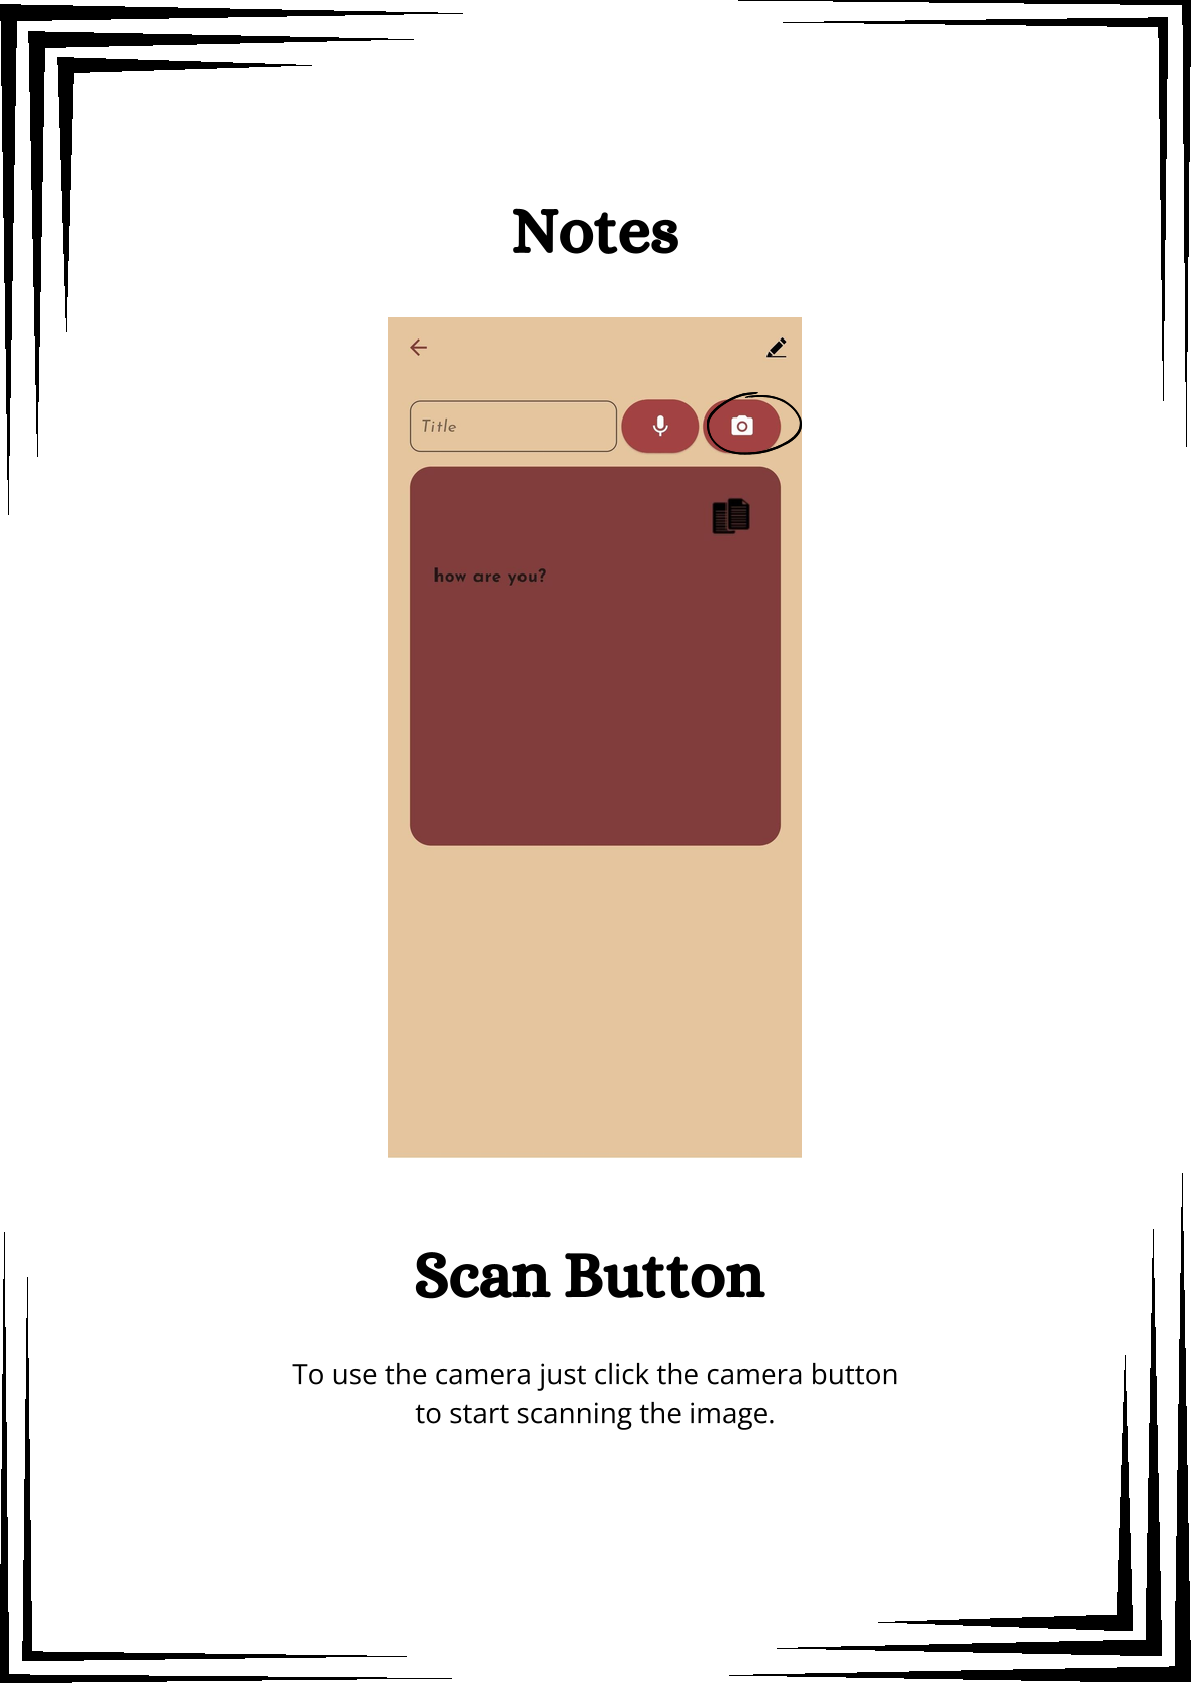 Notes
Title
how are you?
Scan Button
To use the camera just click the camera button
to start scanning the image.